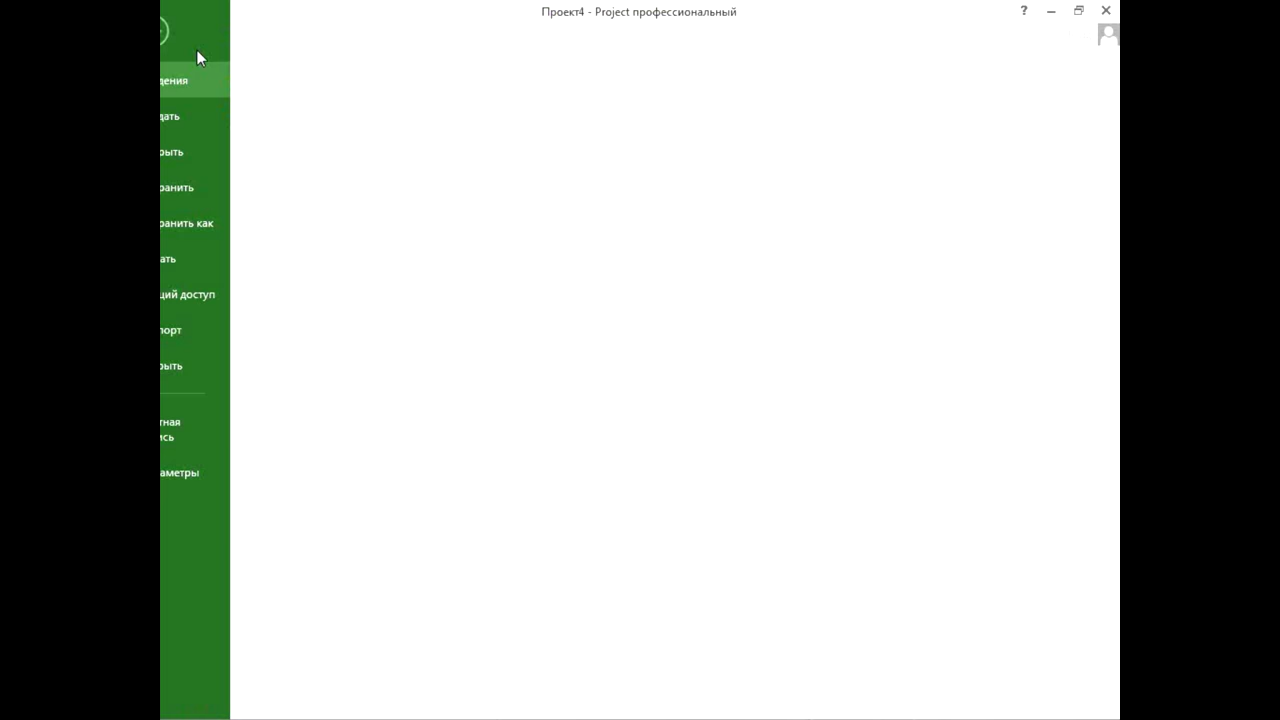 Проект4 - Project профессиональный
?
дения
дать
рыть
ранить
ранить как
ать
щий доступ
порт
рыть
тная
ись
аметры